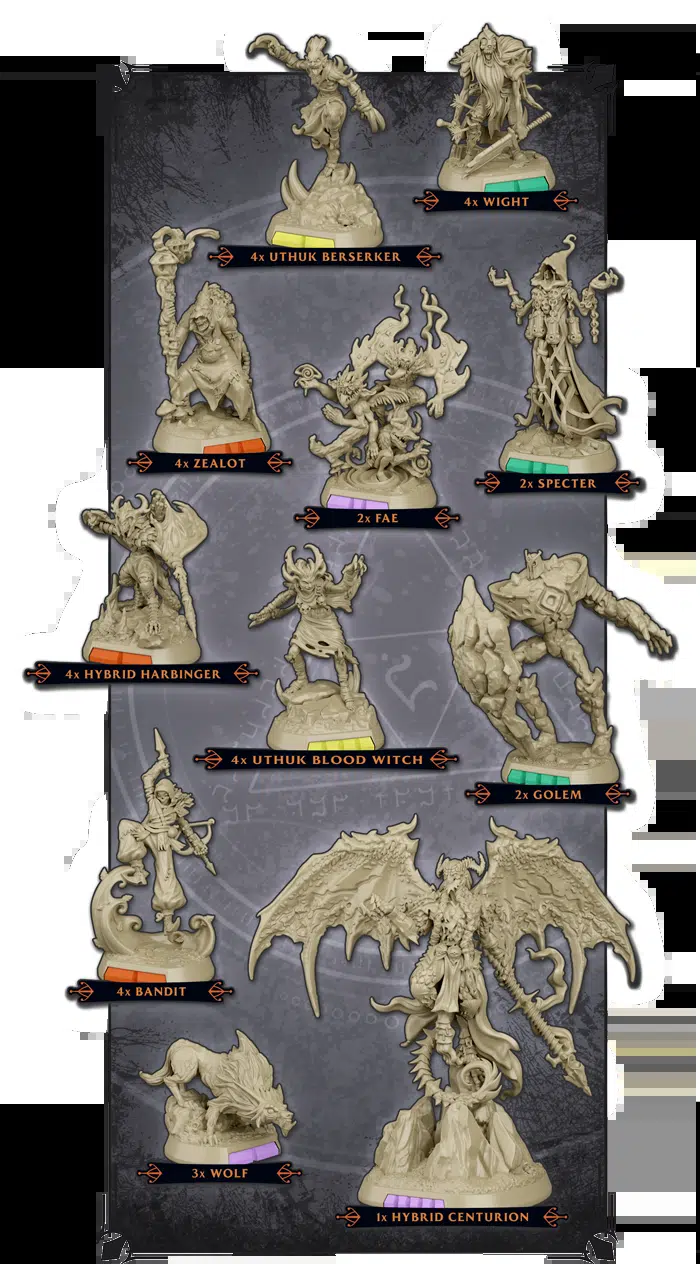 4x WIGHT
4x UTHUK BERSERKER
4x ZEALOT
2x SPECTER
2x FAE
4x HYBRID HARBINGER
4x UTHUK BLOOD WITCH
2x GOLEM
4x BANDIT
3x WOLF
1x HYBRID CENTURION